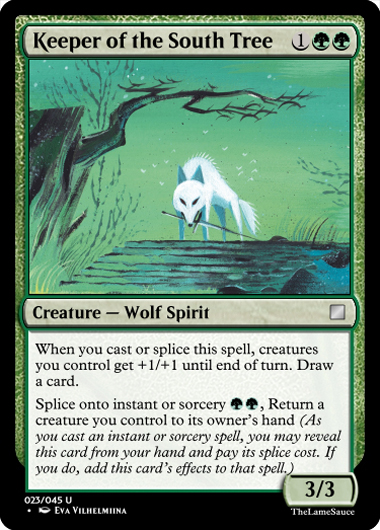 Keeper of the South Tree 1
Creature — Wolf Spirit
When you cast or splice this spell, creatures
you control get +1/+1 until end of turn. Draw
a card.
Splice onto instant or sorcery , Return a
creature you control to its owner's hand (As
you cast an instant or sorcery spell, you may reveal
this card from your hand and pay its splice cost. If
you do, add this card's effects to that spell.)
3/3
023/045 U
• Eva Vilhelmiina
TheLameSauce